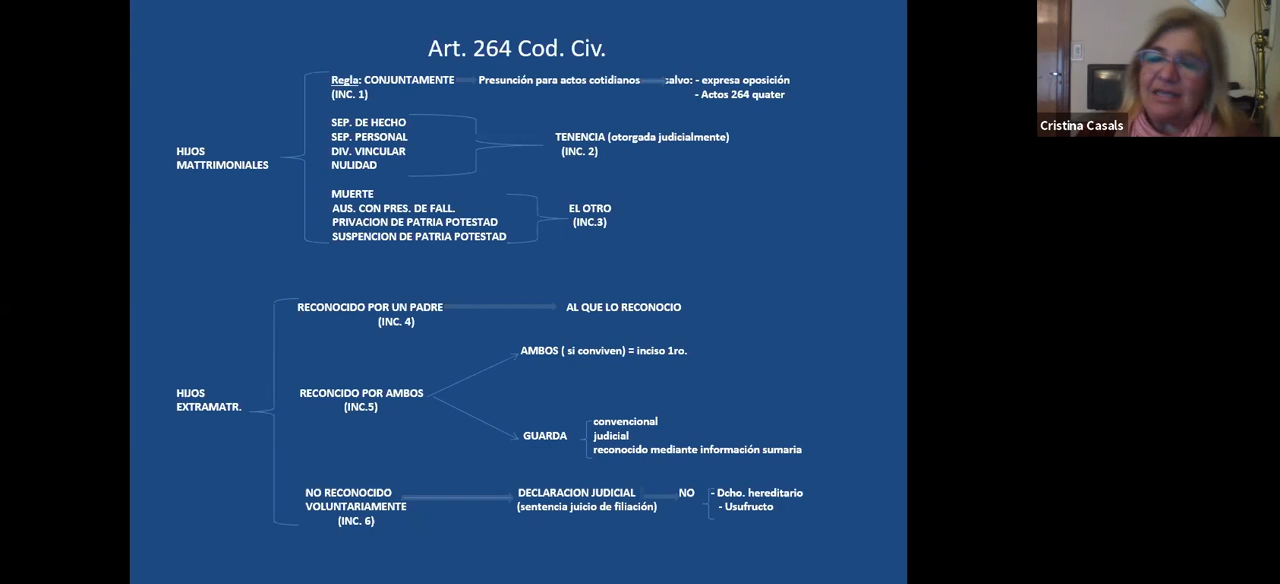 Art. 264 Cod. Civ.
Regla: CONJUNTAMENTE Presunción para actos cotidianos salvo: - expresa oposición
(INC. 1) - Actos 264 quater
SEP. DE HECHO
SEP. PERSONAL TENENCIA (otorgada judicialmente)
DIV. VINCULAR (INC. 2)
NULIDAD
HIJOS
MATTRIMONIALES
MUERTE
AUS. CON PRES. DE FALL. EL OTRO
PRIVACION DE PATRIA POTESTAD (INC.3)
SUSPENCION DE PATRIA POTESTAD
RECONOCIDO POR UN PADRE AL QUE LO RECONOCIO
(INC. 4)
AMBOS ( si conviven) = inciso 1ro.
HIJOS RECONCIDO POR AMBOS
EXTRAMATR. (INC.5)
convencional
GUARDA judicial
reconocido mediante información sumaria
NO RECONOCIDO DECLARACION JUDICIAL NO - Dcho. hereditario
VOLUNTARIAMENTE (sentencia juicio de filiación) - Usufructo
(INC. 6)
Cristina Casals